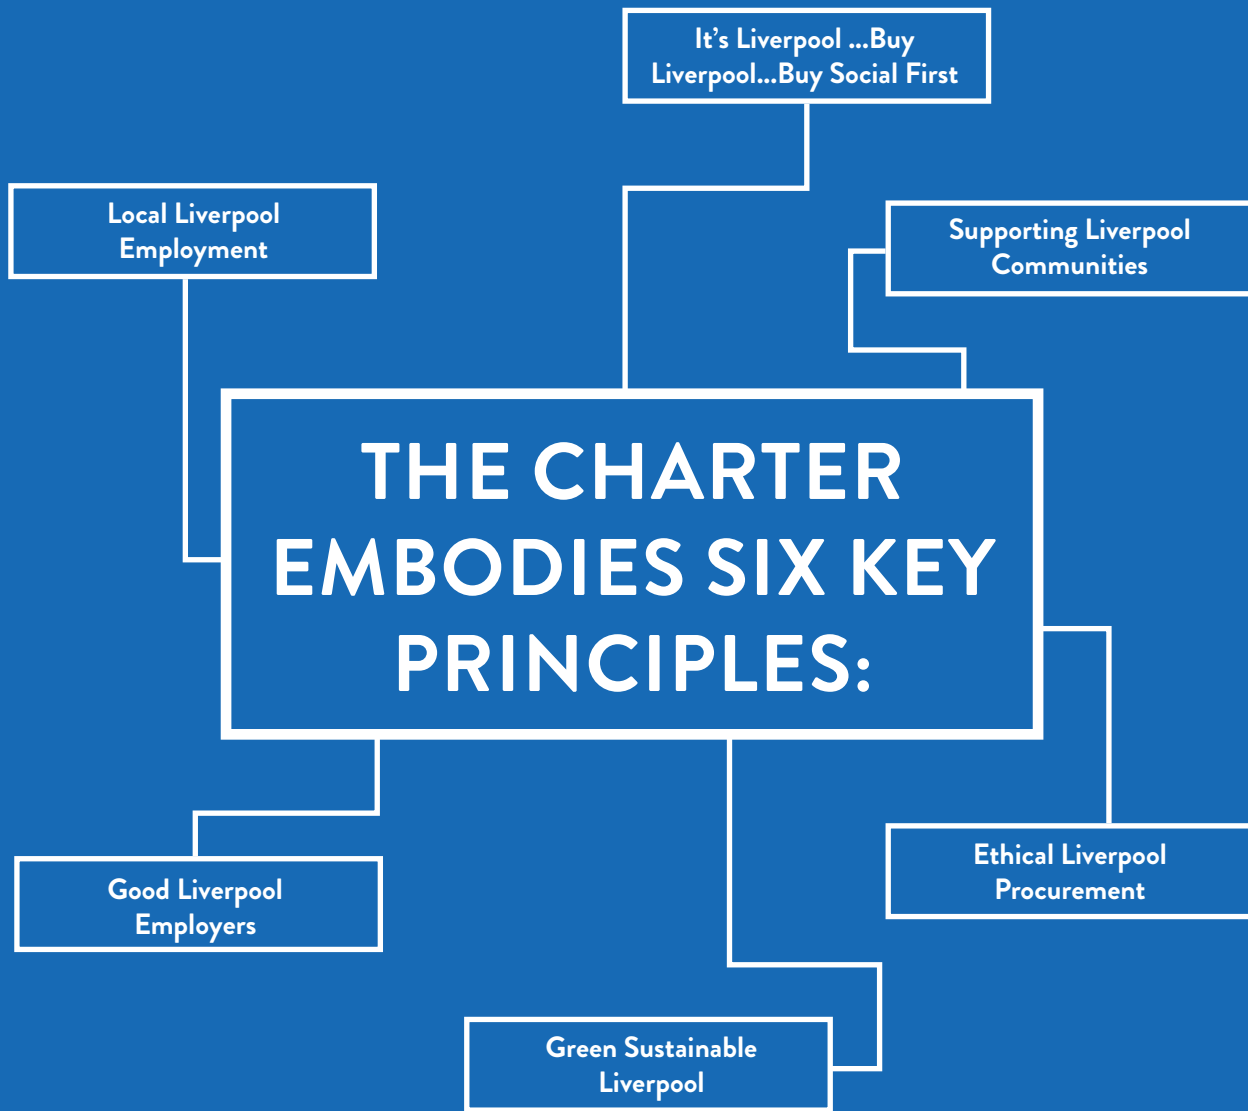 It’s Liverpool ...Buy
Liverpool...Buy Social First
Local Liverpool
Employment
Supporting Liverpool
Communities
THE CHARTER
EMBODIES SIX KEY
PRINCIPLES:
Ethical Liverpool
Procurement
Good Liverpool
Employers
Green Sustainable
Liverpool